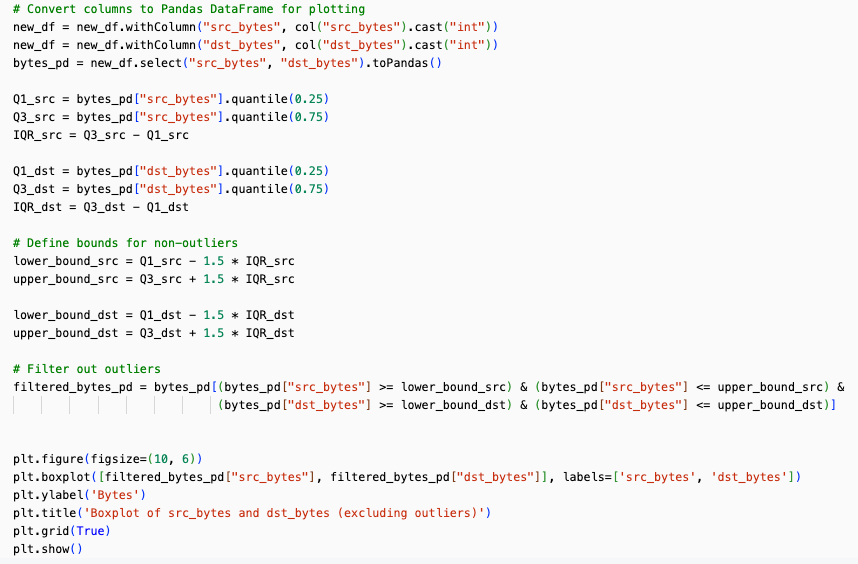 # Convert columns to Pandas DataFrame for plotting
new_df = new_df.withColumn("src_bytes", col("src_bytes").cast("int"))
new_df = new_df.withColumn("dst_bytes", col("dst_bytes").cast("int"))
bytes_pd = new_df.select("src_bytes", "dst_bytes").toPandas()

Q1_src = bytes_pd["src_bytes"].quantile(0.25)
Q3_src = bytes_pd["src_bytes"].quantile(0.75)
IQR_src = Q3_src - Q1_src

Q1_dst = bytes_pd["dst_bytes"].quantile(0.25)
Q3_dst = bytes_pd["dst_bytes"].quantile(0.75)
IQR_dst = Q3_dst - Q1_dst

# Define bounds for non-outliers
lower_bound_src = Q1_src - 1.5 * IQR_src
upper_bound_src = Q3_src + 1.5 * IQR_src

lower_bound_dst = Q1_dst - 1.5 * IQR_dst
upper_bound_dst = Q3_dst + 1.5 * IQR_dst

# Filter out outliers
filtered_bytes_pd = bytes_pd[(bytes_pd["src_bytes"] >= lower_bound_src) & (bytes_pd["src_bytes"] <= upper_bound_src) &
                             (bytes_pd["dst_bytes"] >= lower_bound_dst) & (bytes_pd["dst_bytes"] <= upper_bound_dst)]


plt.figure(figsize=(10, 6))
plt.boxplot([filtered_bytes_pd["src_bytes"], filtered_bytes_pd["dst_bytes"]], labels=['src_bytes', 'dst_bytes'])
plt.ylabel('Bytes')
plt.title('Boxplot of src_bytes and dst_bytes (excluding outliers)')
plt.grid(True)
plt.show()